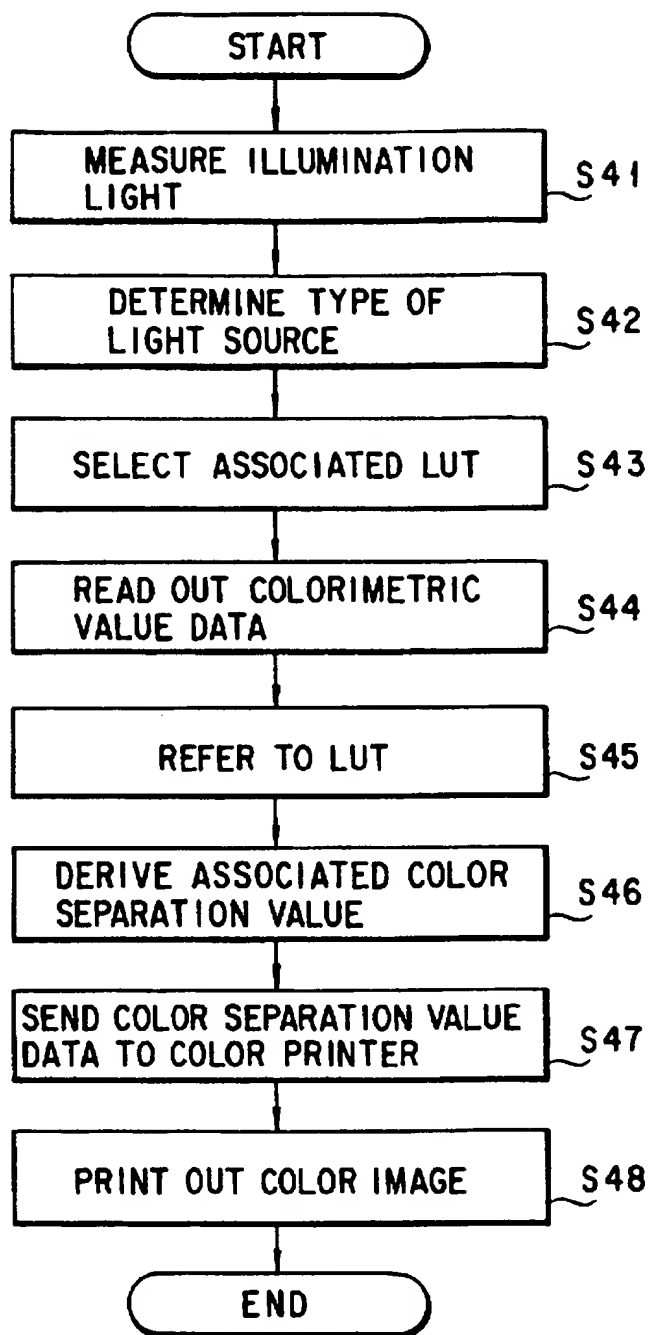 START
MEASURE ILLUMINATION
LIGHT
S41
DETERMINE TYPE OF
LIGHT SOURCE
S42
SELECT ASSOCIATED LUT
S43
READ OUT COLORIMETRIC
VALUE DATA
S44
REFER TO LUT
S45
DERIVE ASSOCIATED COLOR
SEPARATION VALUE
S46
SEND COLOR SEPARATION VALUE
DATA TO COLOR PRINTER
S47
PRINT OUT COLOR IMAGE
S48
END